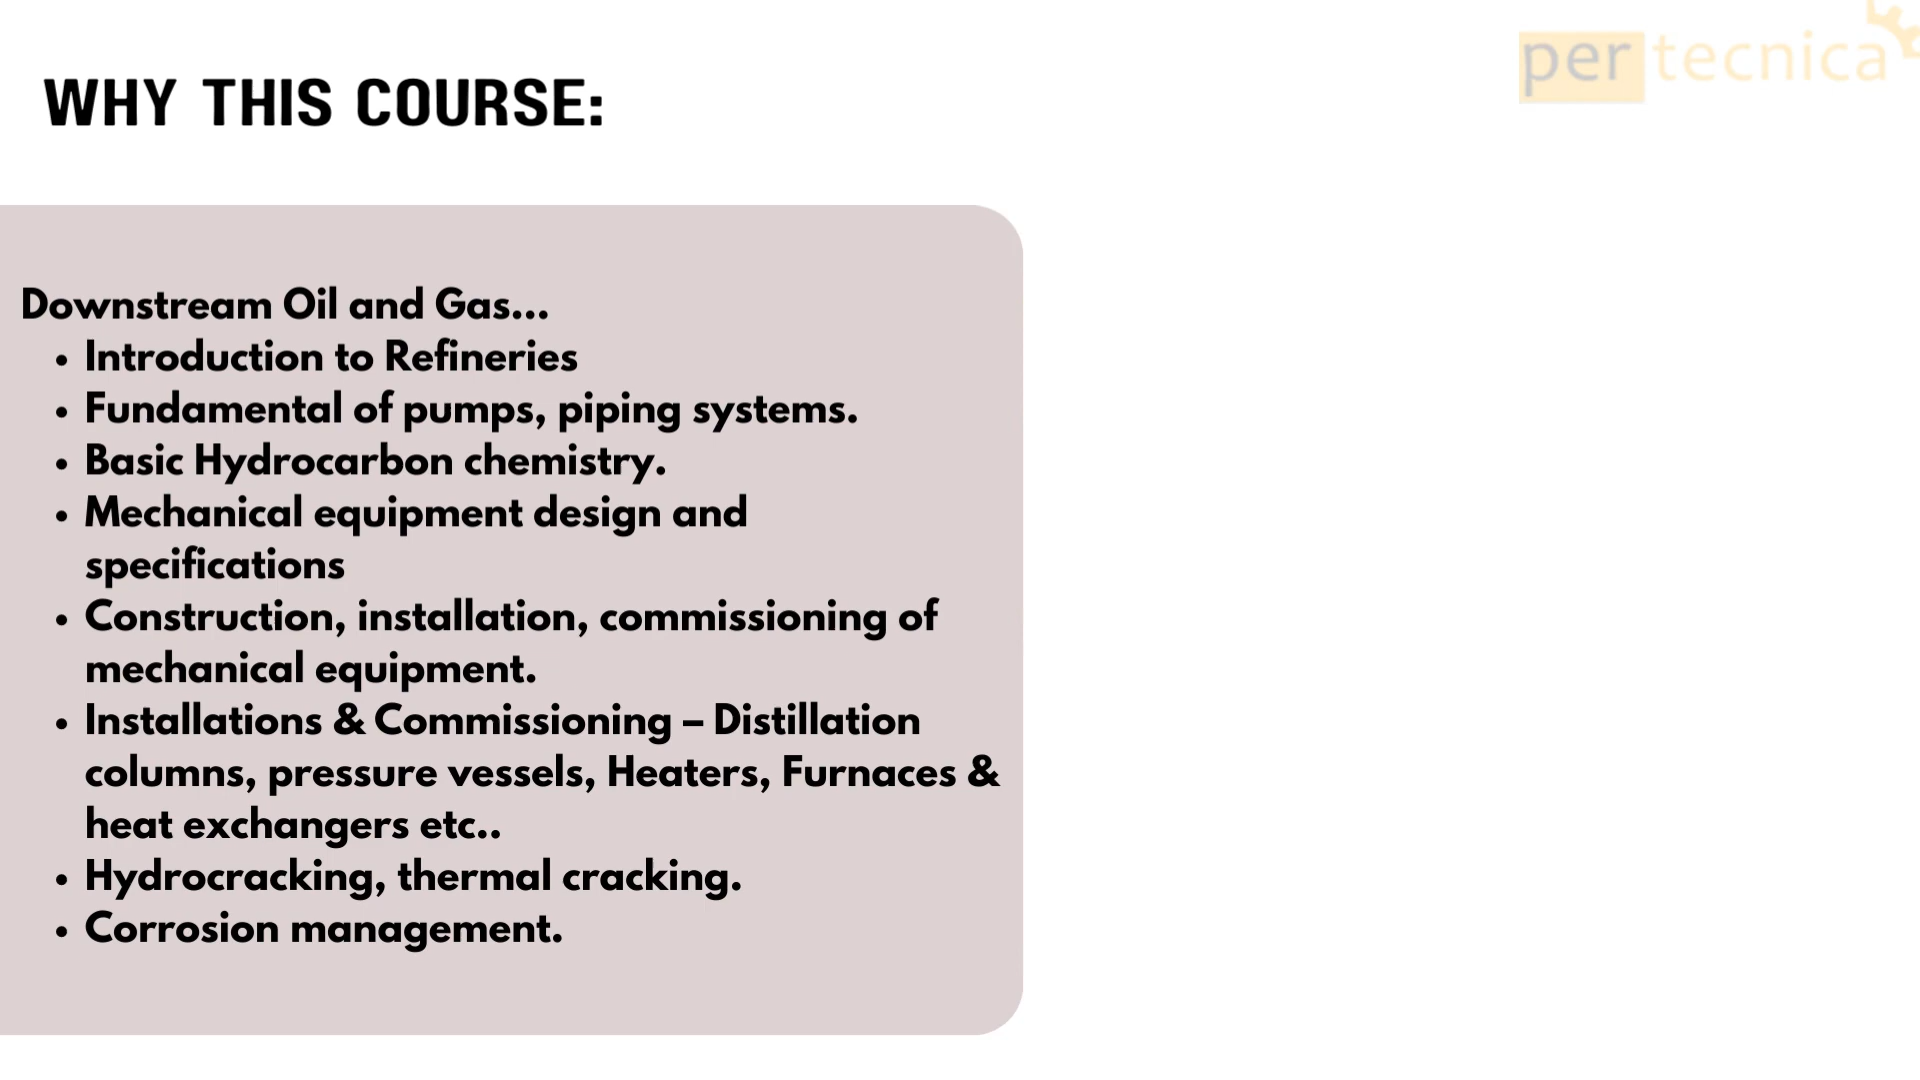 per tecnica
WHY THIS COURSE:
Downstream Oil and Gas...
• Introduction to Refineries
• Fundamental of pumps, piping systems.
• Basic Hydrocarbon chemistry.
• Mechanical equipment design and
specifications
• Construction, installation, commissioning of
mechanical equipment.
• Installations & Commissioning – Distillation
columns, pressure vessels, Heaters, Furnaces &
heat exchangers etc..
• Hydrocracking, thermal cracking.
• Corrosion management.